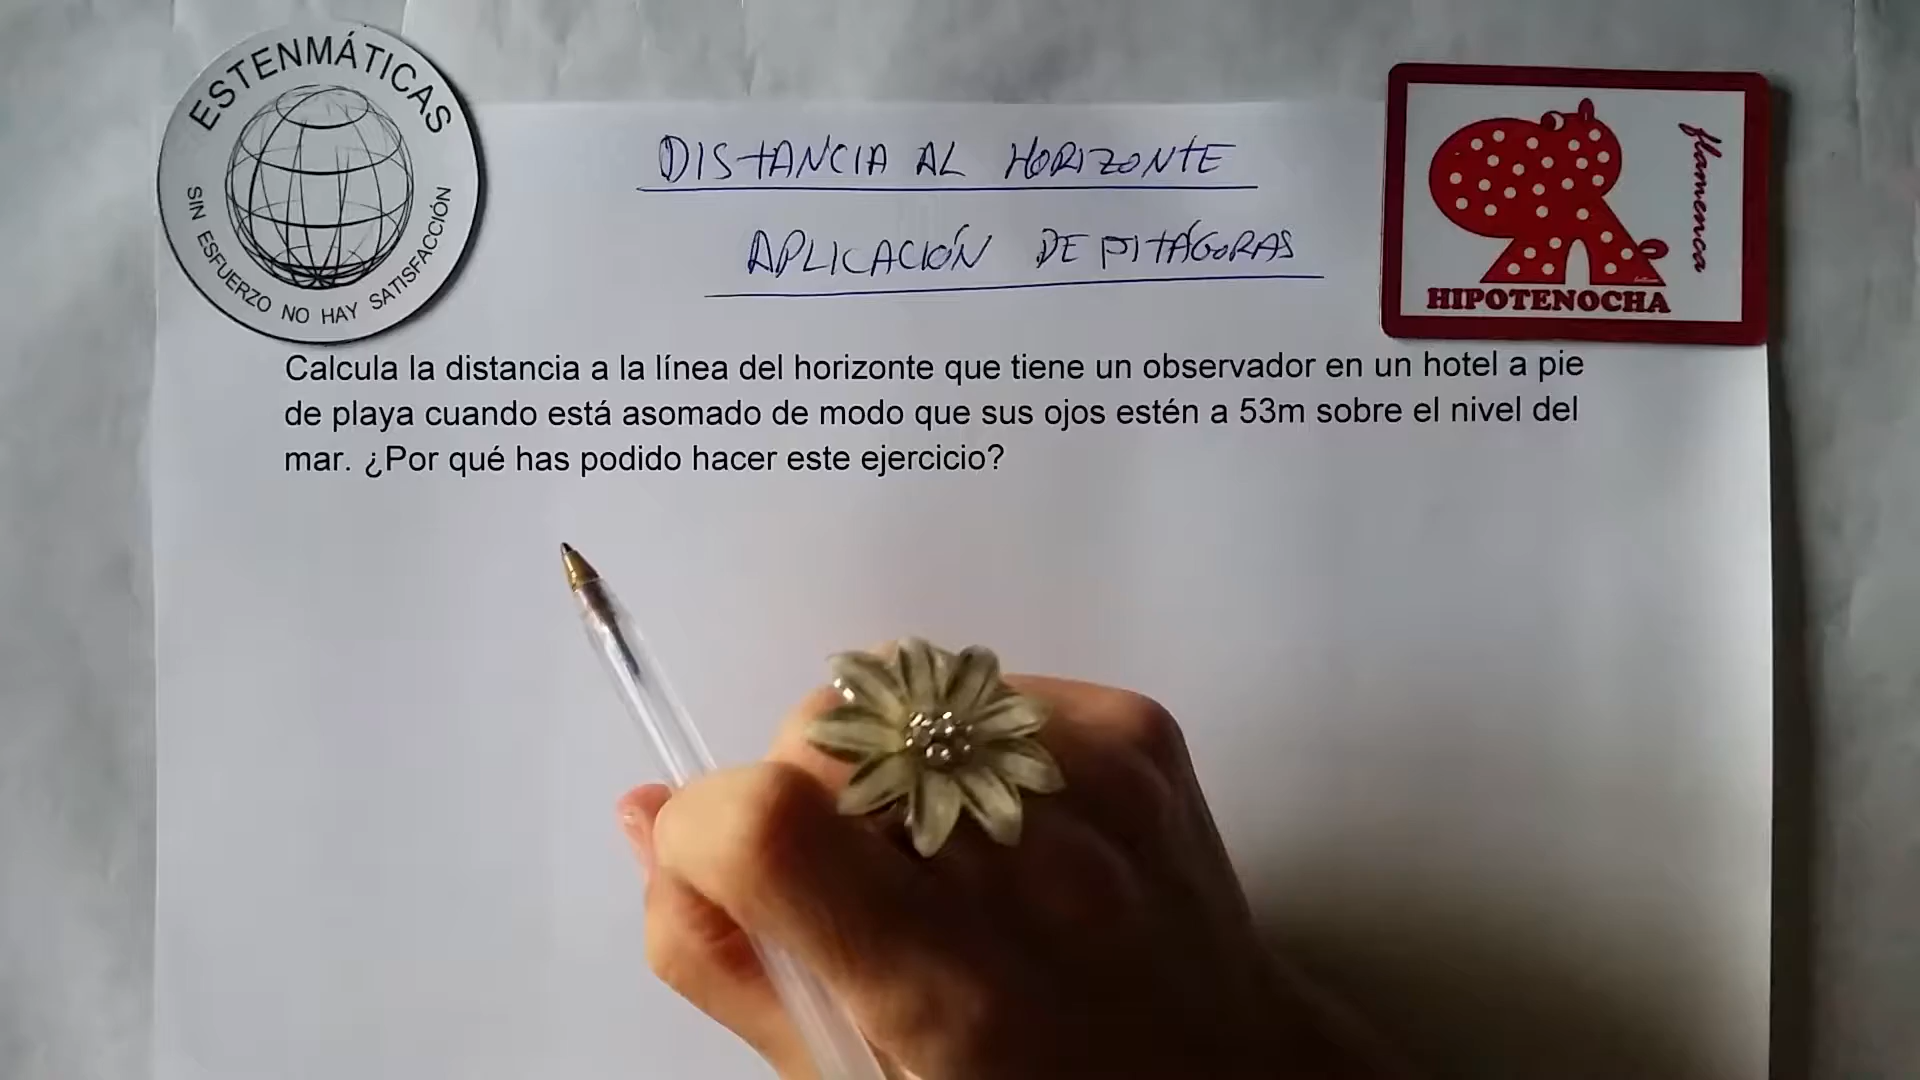 ESTENMÁTICAS
SIN ESFUERZO NO HAY SATISFACCIÓN
DISTANCIA AL HORIZONTE
APLICACIÓN DE PITÁGORAS
flamenca
HIPOTENOCHA
Calcula la distancia a la línea del horizonte que tiene un observador en un hotel a pie
de playa cuando está asomado de modo que sus ojos estén a 53m sobre el nivel del
mar. ¿Por qué has podido hacer este ejercicio?